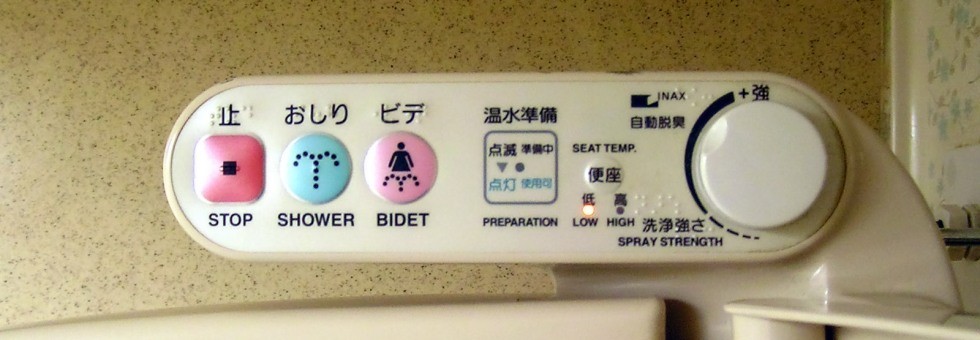 止 おしり ビデ
STOP SHOWER BIDET
温水準備
点滅 準備中
点灯 使用可
PREPARATION
SEAT TEMP.
便座
低 高
LOW HIGH
INAX
自動脱臭
+強
洗浄強さ
SPRAY STRENGTH